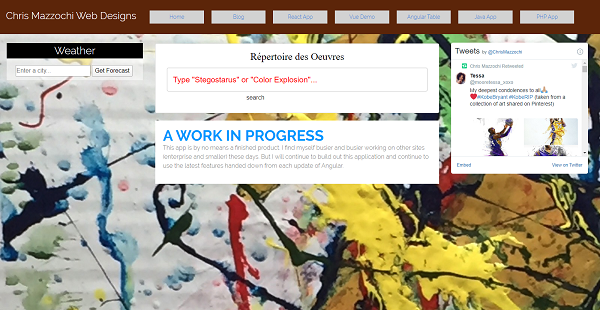 Chris Mazzochi Web Designs
Home
Blog
React App
Vue Demo
Angular Table
Java App
PHP App
Weather
Enter a city...
Get Forecast
Répertoire des Oeuvres
Type "Stegostarus" or "Color Explosion"...
search
A WORK IN PROGRESS
This app is by no means a finished product. I find myself busier and busier working on other sites
(enterprise and smaller) these days. But I will continue to build out this application and continue to
use the latest features handed down from each update of Angular.
Tweets by @ChrisMazzochi
Chris Mazzochi Retweeted
Tessa
@mooretessa_xoxo
My deepest condolences to all
#KobeBryant #KobeRIP (taken from a
collection of art shared on Pinterest)
Embed
View on Twitter